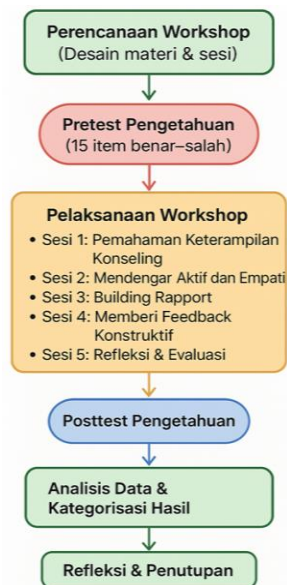 Perencanaan Workshop
(Desain materi & sesi)
Pretest Pengetahuan
(15 item benar–salah)
Pelaksanaan Workshop
• Sesi 1: Pemahaman Keterampilan
Konseling
• Sesi 2: Mendengar Aktif dan Empati
• Sesi 3: Building Rapport
• Sesi 4: Memberi Feedback
Konstruktif
• Sesi 5: Refleksi & Evaluasi
Posttest Pengetahuan
Analisis Data &
Kategorisasi Hasil
Refleksi & Penutupan